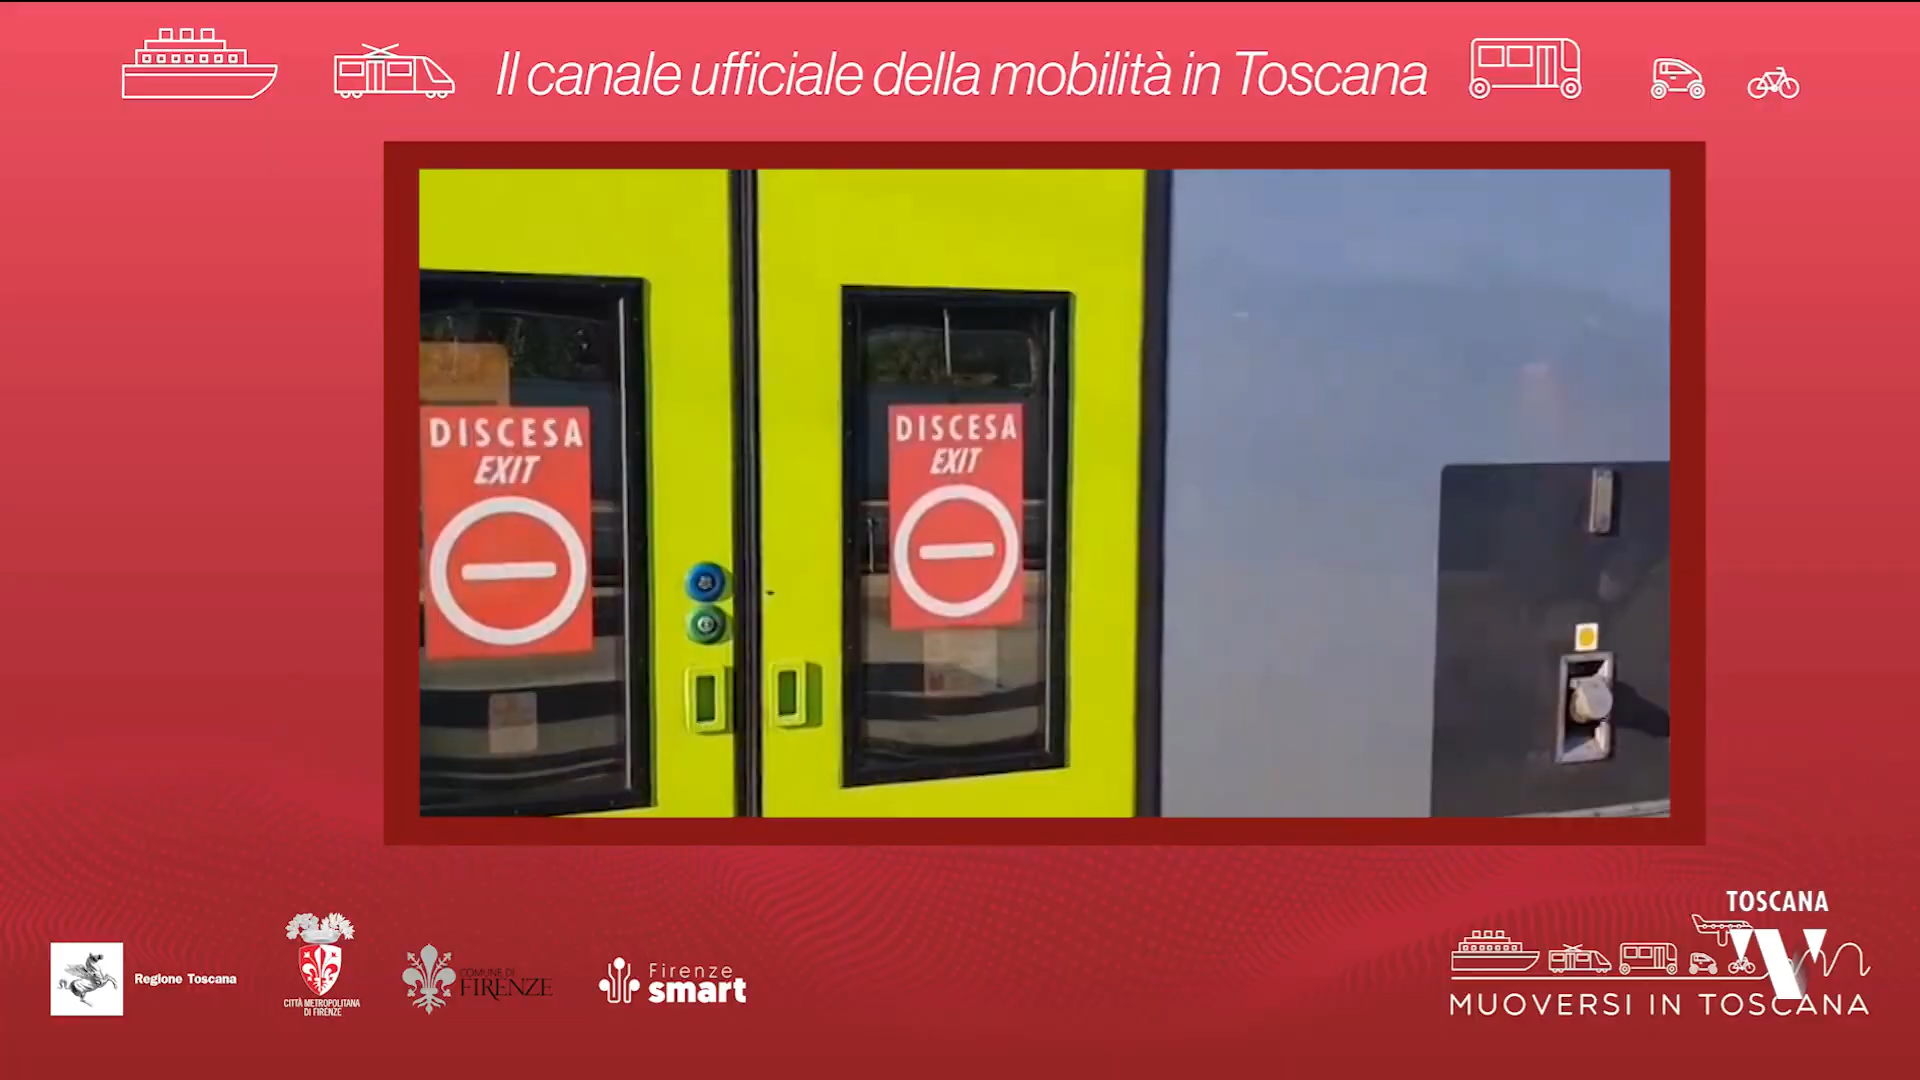 Il canale ufficiale della mobilità in Toscana
DISCESA
EXIT
DISCESA
EXIT
Regione Toscana
CITTÀ METROPOLITANA
DI FIRENZE
COMUNE DI
FIRENZE
Firenze
smart
TOSCANA
TV
MUOVERSI IN TOSCANA